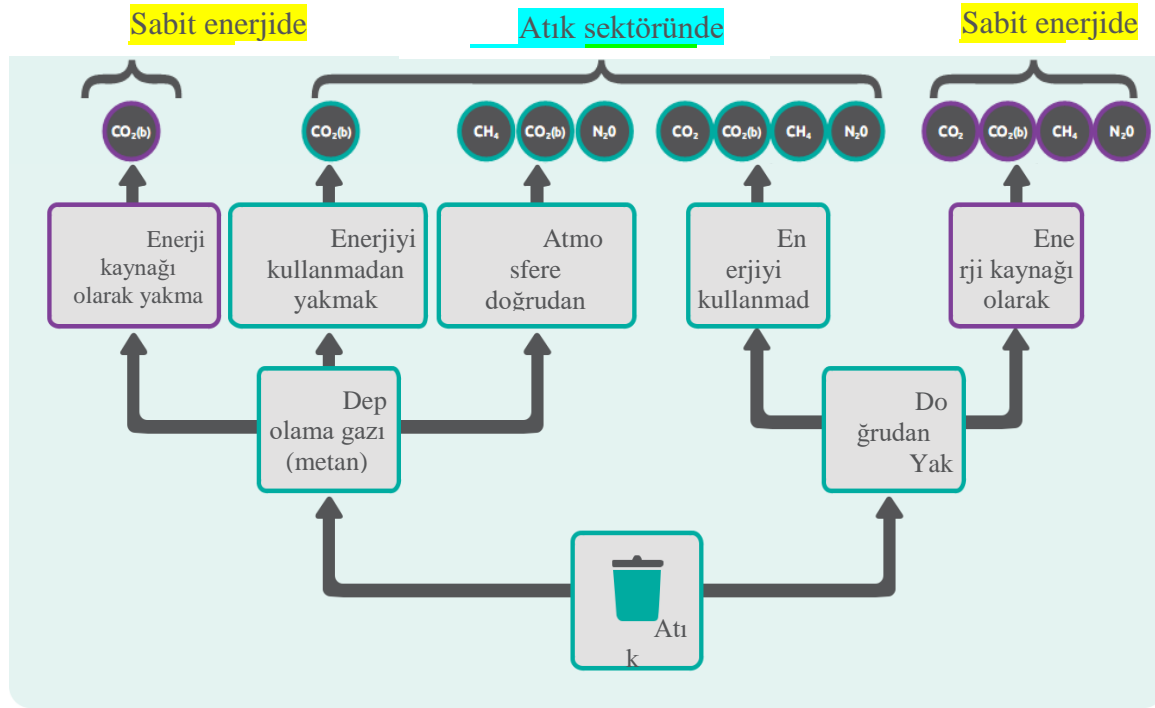 Sabit enerjide
Atık sektöründe
Sabit enerjide
CO₂(b)
CO₂(b)
CH₄ CO₂(b) N₂0
CO₂ CO₂(b) CH₄ N₂0
CO₂ CO₂(b) CH₄ N₂0
Enerji
kaynağı
olarak yakma
Enerjiyi
kullanmadan
yakmak
Atmo
sfere
doğrudan
En
erjiyi
kullanmad
Ene
rji kaynağı
olarak
Dep
olama gazı
(metan)
Do
ğrudan
Yak
Atı
k